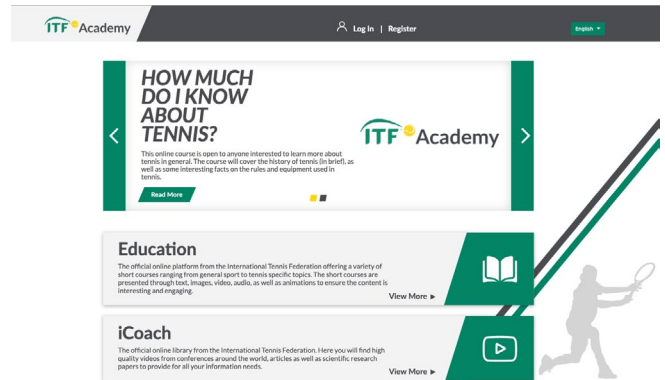 ITF Academy
Log in | Register
English
HOW MUCH
DO I KNOW
ABOUT
TENNIS?
This online course is open to anyone interested to learn more about
tennis in general. The course will cover the history of tennis (in brief), as
well as some interesting facts on the rules and equipment used in
tennis.
Read More
ITF Academy
Education
The official online platform from the International Tennis Federation offering a variety of
short courses ranging from general sport to tennis specific topics. The short courses are
presented through text, images, video, audio, as well as animations to ensure the content is
interesting and engaging.
View More
iCoach
The official online library from the International Tennis Federation. Here you will find high
quality videos from conferences around the world, articles as well as scientific research
papers to provide for all your information needs.
View More